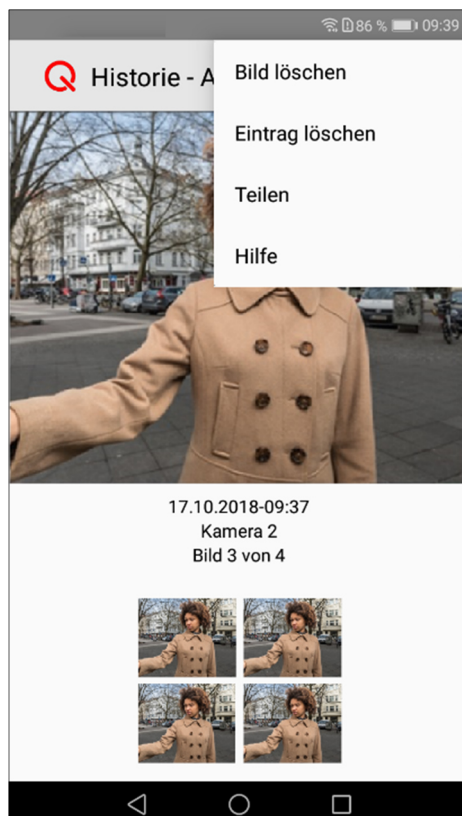 86 % 09:39
Historie - A
Bild löschen
Eintrag löschen
Teilen
Hilfe
17.10.2018-09:37
Kamera 2
Bild 3 von 4